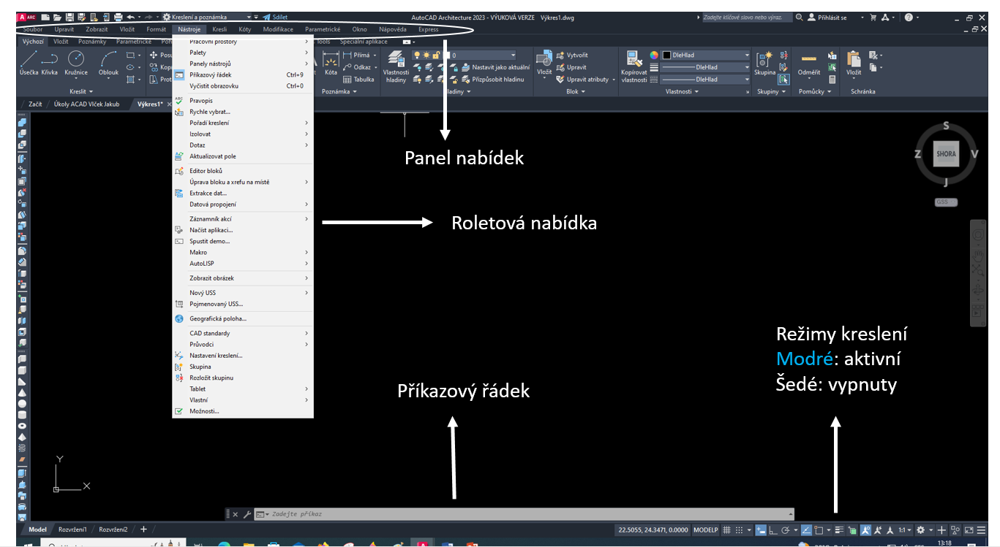 A ARC Kreslení a poznámka Sdílet AutoCAD Architecture 2023 - VÝUKOVÁ VERZE Výkres1.dwg Zadejte klíčové slovo nebo výraz. Přihlásit se
Soubor Upravit Zobrazit Vložit Formát Nástroje Kresli Kóty Modifikace Parametrické Okno Nápověda Express
Výchozí Vložit Poznámky Parametrické Tools Speciální aplikace
Úsečka Křivka Kružnice Oblouk
Kreslit
Kóta
Přímá
Odkaz
Tabulka
Poznámka
Vlastnosti hladiny
0
Nastavit jako aktuální
Přizpůsobit hladinu
Vložit
Vytvořit
Upravit
Upravit atributy
Blok
Kopírovat vlastnosti
DleHlad
DleHlad
DleHlad
Vlastnosti
Skupina
Skupiny
Odměřit
Pomůcky
Vložit
Schránka
Začít Úkoly ACAD Vlček Jakub Výkres1*
Pracovní prostory
Palety
Panely nástrojů
Příkazový řádek Ctrl+9
Vyčistit obrazovku Ctrl+0
Pravopis
Rychle vybrat...
Pořadí kreslení
Izolovat
Dotaz
Aktualizovat pole
Editor bloků
Úprava bloku a xrefu na místě
Extrakce dat...
Datová propojení
Záznamník akcí
Načíst aplikaci...
Spustit demo...
Makro
AutoLISP
Zobrazit obrázek
Nový USS
Pojmenovaný USS...
Geografická poloha...
CAD standardy
Průvodci
Nastavení kreslení...
Skupina
Rozložit skupinu
Tablet
Vlastní
Možnosti...
Panel nabídek
Roletová nabídka
S
Z SHORA V
J
GSS
Režimy kreslení
Modré: aktivní
Šedé: vypnuty
Příkazový řádek
Y
X
Zadejte příkaz
Model Rozvržení1 Rozvržení2 +
22.5055, 24.3471, 0.0000 MODELP 1:1
13:18